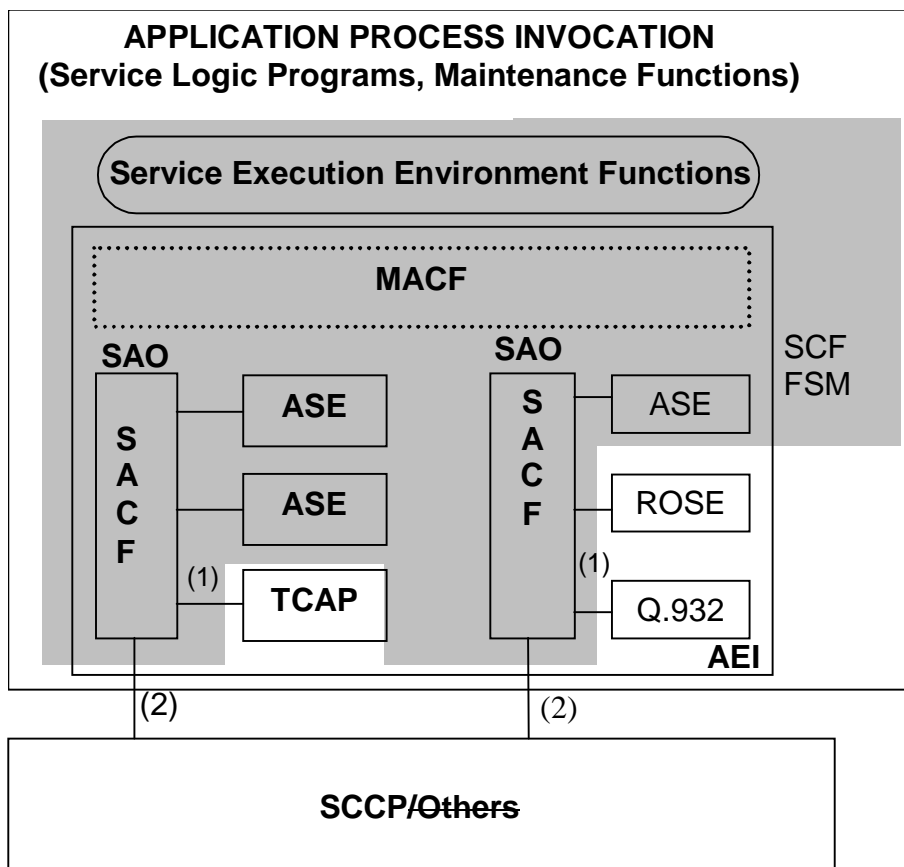 APPLICATION PROCESS INVOCATION
(Service Logic Programs, Maintenance Functions)
Service Execution Environment Functions
MACF
SAO
SAO
SCF
FSM
S
A
C
F
ASE
ASE
(1)
TCAP
S
A
C
F
ASE
ROSE
(1)
Q.932
AEI
(2)
(2)
SCCP/Others